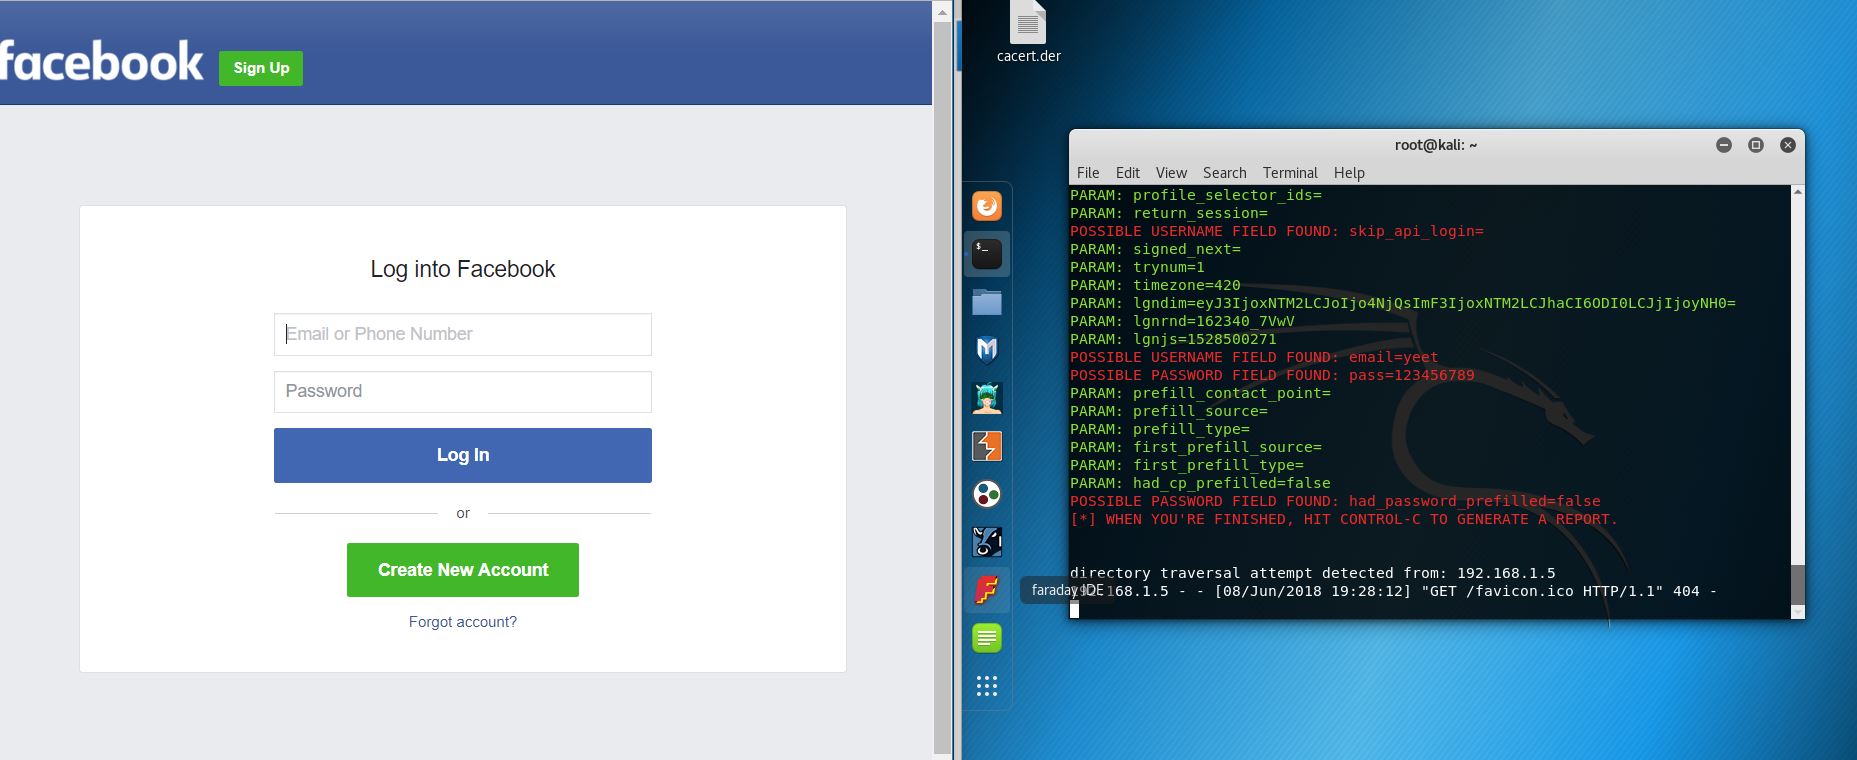 facebook
Sign Up
Log into Facebook
Email or Phone Number
Password
Log In
or
Create New Account
Forgot account?
cacert.der
root@kali: ~
File Edit View Search Terminal Help
PARAM: profile_selector_ids=
PARAM: return_session=
POSSIBLE USERNAME FIELD FOUND: skip_api_login=
PARAM: signed_next=
PARAM: trynum=1
PARAM: timezone=420
PARAM: lgndim=eyJ3IjoxNTM2LCJoIjo4NjQsImF3IjoxNTM2LCJhaCI6ODI0LCJjIjoyNH0=
PARAM: lgnrnd=162340_7VwV
PARAM: lgnjs=1528500271
POSSIBLE USERNAME FIELD FOUND: email=yeet
POSSIBLE PASSWORD FIELD FOUND: pass=123456789
PARAM: prefill_contact_point=
PARAM: prefill_source=
PARAM: prefill_type=
PARAM: first_prefill_source=
PARAM: first_prefill_type=
PARAM: had_cp_prefilled=false
POSSIBLE PASSWORD FIELD FOUND: had_password_prefilled=false
[*] WHEN YOU'RE FINISHED, HIT CONTROL-C TO GENERATE A REPORT.
directory traversal attempt detected from: 192.168.1.5
faraday IDE
168.1.5 - - [08/Jun/2018 19:28:12] "GET /favicon.ico HTTP/1.1" 404 -